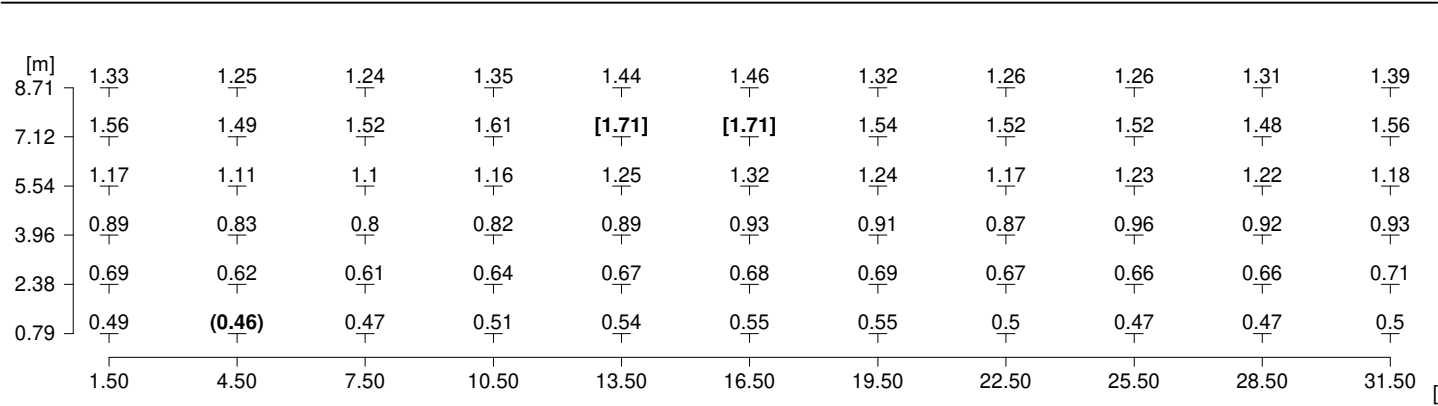 [m]
8.71 1.33 1.25 1.24 1.35 1.44 1.46 1.32 1.26 1.26 1.31 1.39
7.12 1.56 1.49 1.52 1.61 [1.71] [1.71] 1.54 1.52 1.52 1.48 1.56
5.54 1.17 1.11 1.1 1.16 1.25 1.32 1.24 1.17 1.23 1.22 1.18
3.96 0.89 0.83 0.8 0.82 0.89 0.93 0.91 0.87 0.96 0.92 0.93
2.38 0.69 0.62 0.61 0.64 0.67 0.68 0.69 0.67 0.66 0.66 0.71
0.79 0.49 (0.46) 0.47 0.51 0.54 0.55 0.55 0.5 0.47 0.47 0.5
1.50 4.50 7.50 10.50 13.50 16.50 19.50 22.50 25.50 28.50 31.50
[